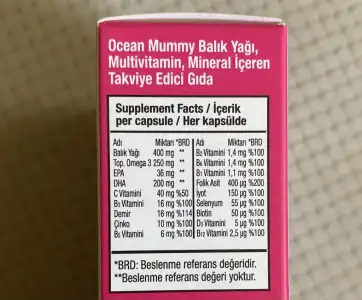 Ocean Mummy Balık Yağı,
Multivitamin, Mineral İçeren
Takviye Edici Gıda
Supplement Facts / İçerik
per capsule / Her kapsülde
Adı Miktarı *BRD
Balık Yağı 400 mg **
Top. Omega 3 250 mg **
EPA 36 mg **
DHA 200 mg **
C Vitamini 40 mg %50
B₃ Vitamini 16 mg %100
Demir 16 mg %114
Çinko 10 mg %100
B₅ Vitamini 6 mg %100
Adı Miktarı *BRD
Vitamini 1,4 mg %100
Vitamini 1,4 mg %100
Vitamini 1,1 mg %100
Folik Asit 400 µg %200
İyot 150 µg %100
Selenyum 55 µg %100
Biotin 50 µg %100
D₃ Vitamini 5 µg %100
B₁₂ Vitamini 2,5 µg %100
*BRD: Beslenme referans değeridir.
**Beslenme referans değeri yoktur.